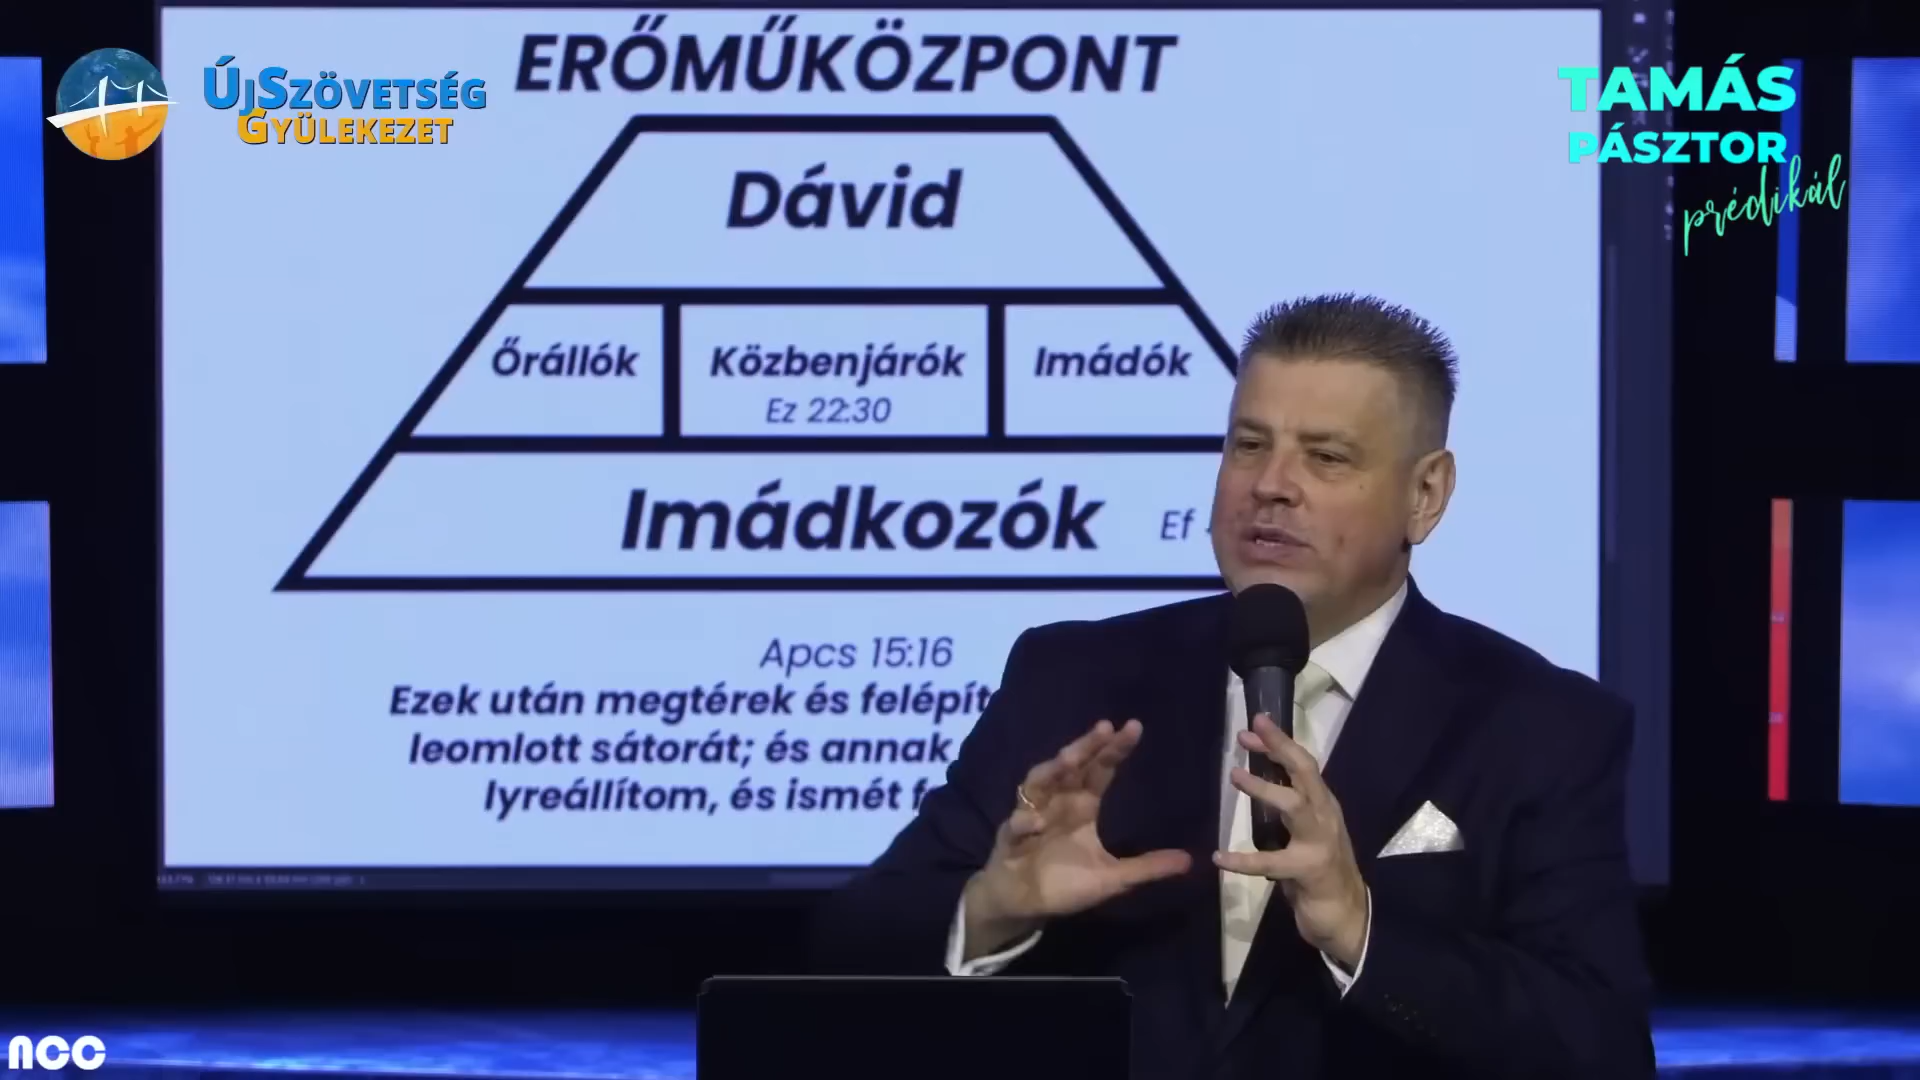 ERŐMŰKÖZPONT
ÚJSZÖVETSÉG
GYÜLEKEZET
TAMÁS
PÁSZTOR
prédikál
Dávid
Őrállók
Közbenjárók
Imádók
Ez 22:30
Imádkozók
Ef
Apcs 15:16
Ezek után megtérek és felépít
leomlott sátorát; és annak
lyreállítom, és ismét
ncc